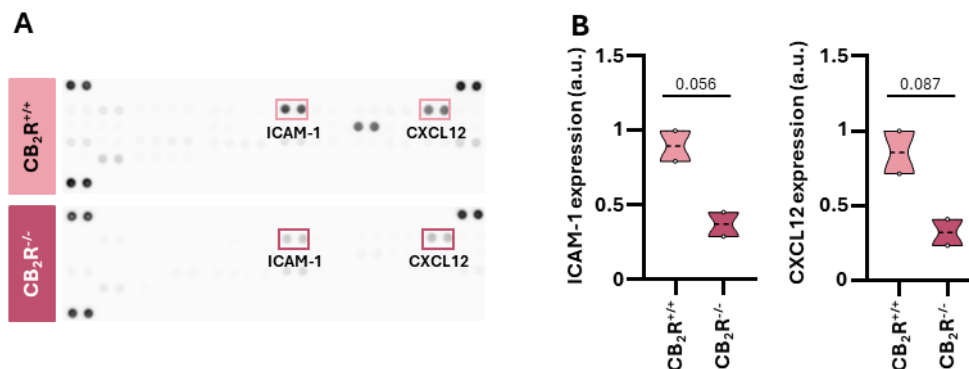 A
CB₂R⁺/⁺
ICAM-1 CXCL12
CB₂R⁻/⁻
ICAM-1 CXCL12
B
ICAM-1 expression (a.u.)
1.5
1
0.5
0
0.056
CB₂R⁺/⁺
CB₂R⁻/⁻
CXCL12 expression (a.u.)
1.5
1
0.5
0
0.087
CB₂R⁺/⁺
CB₂R⁻/⁻